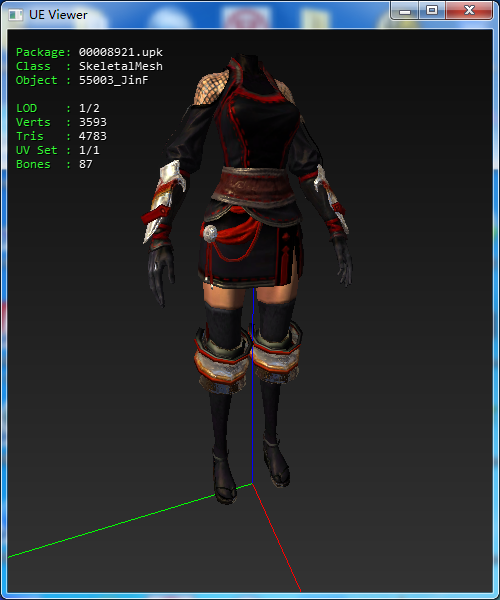 UE Viewer
Package: 00008921.upk
Class : SkeletalMesh
Object : 55003_JinF
LOD : 1/2
Verts : 3593
Tris : 4783
UV Set : 1/1
Bones : 87